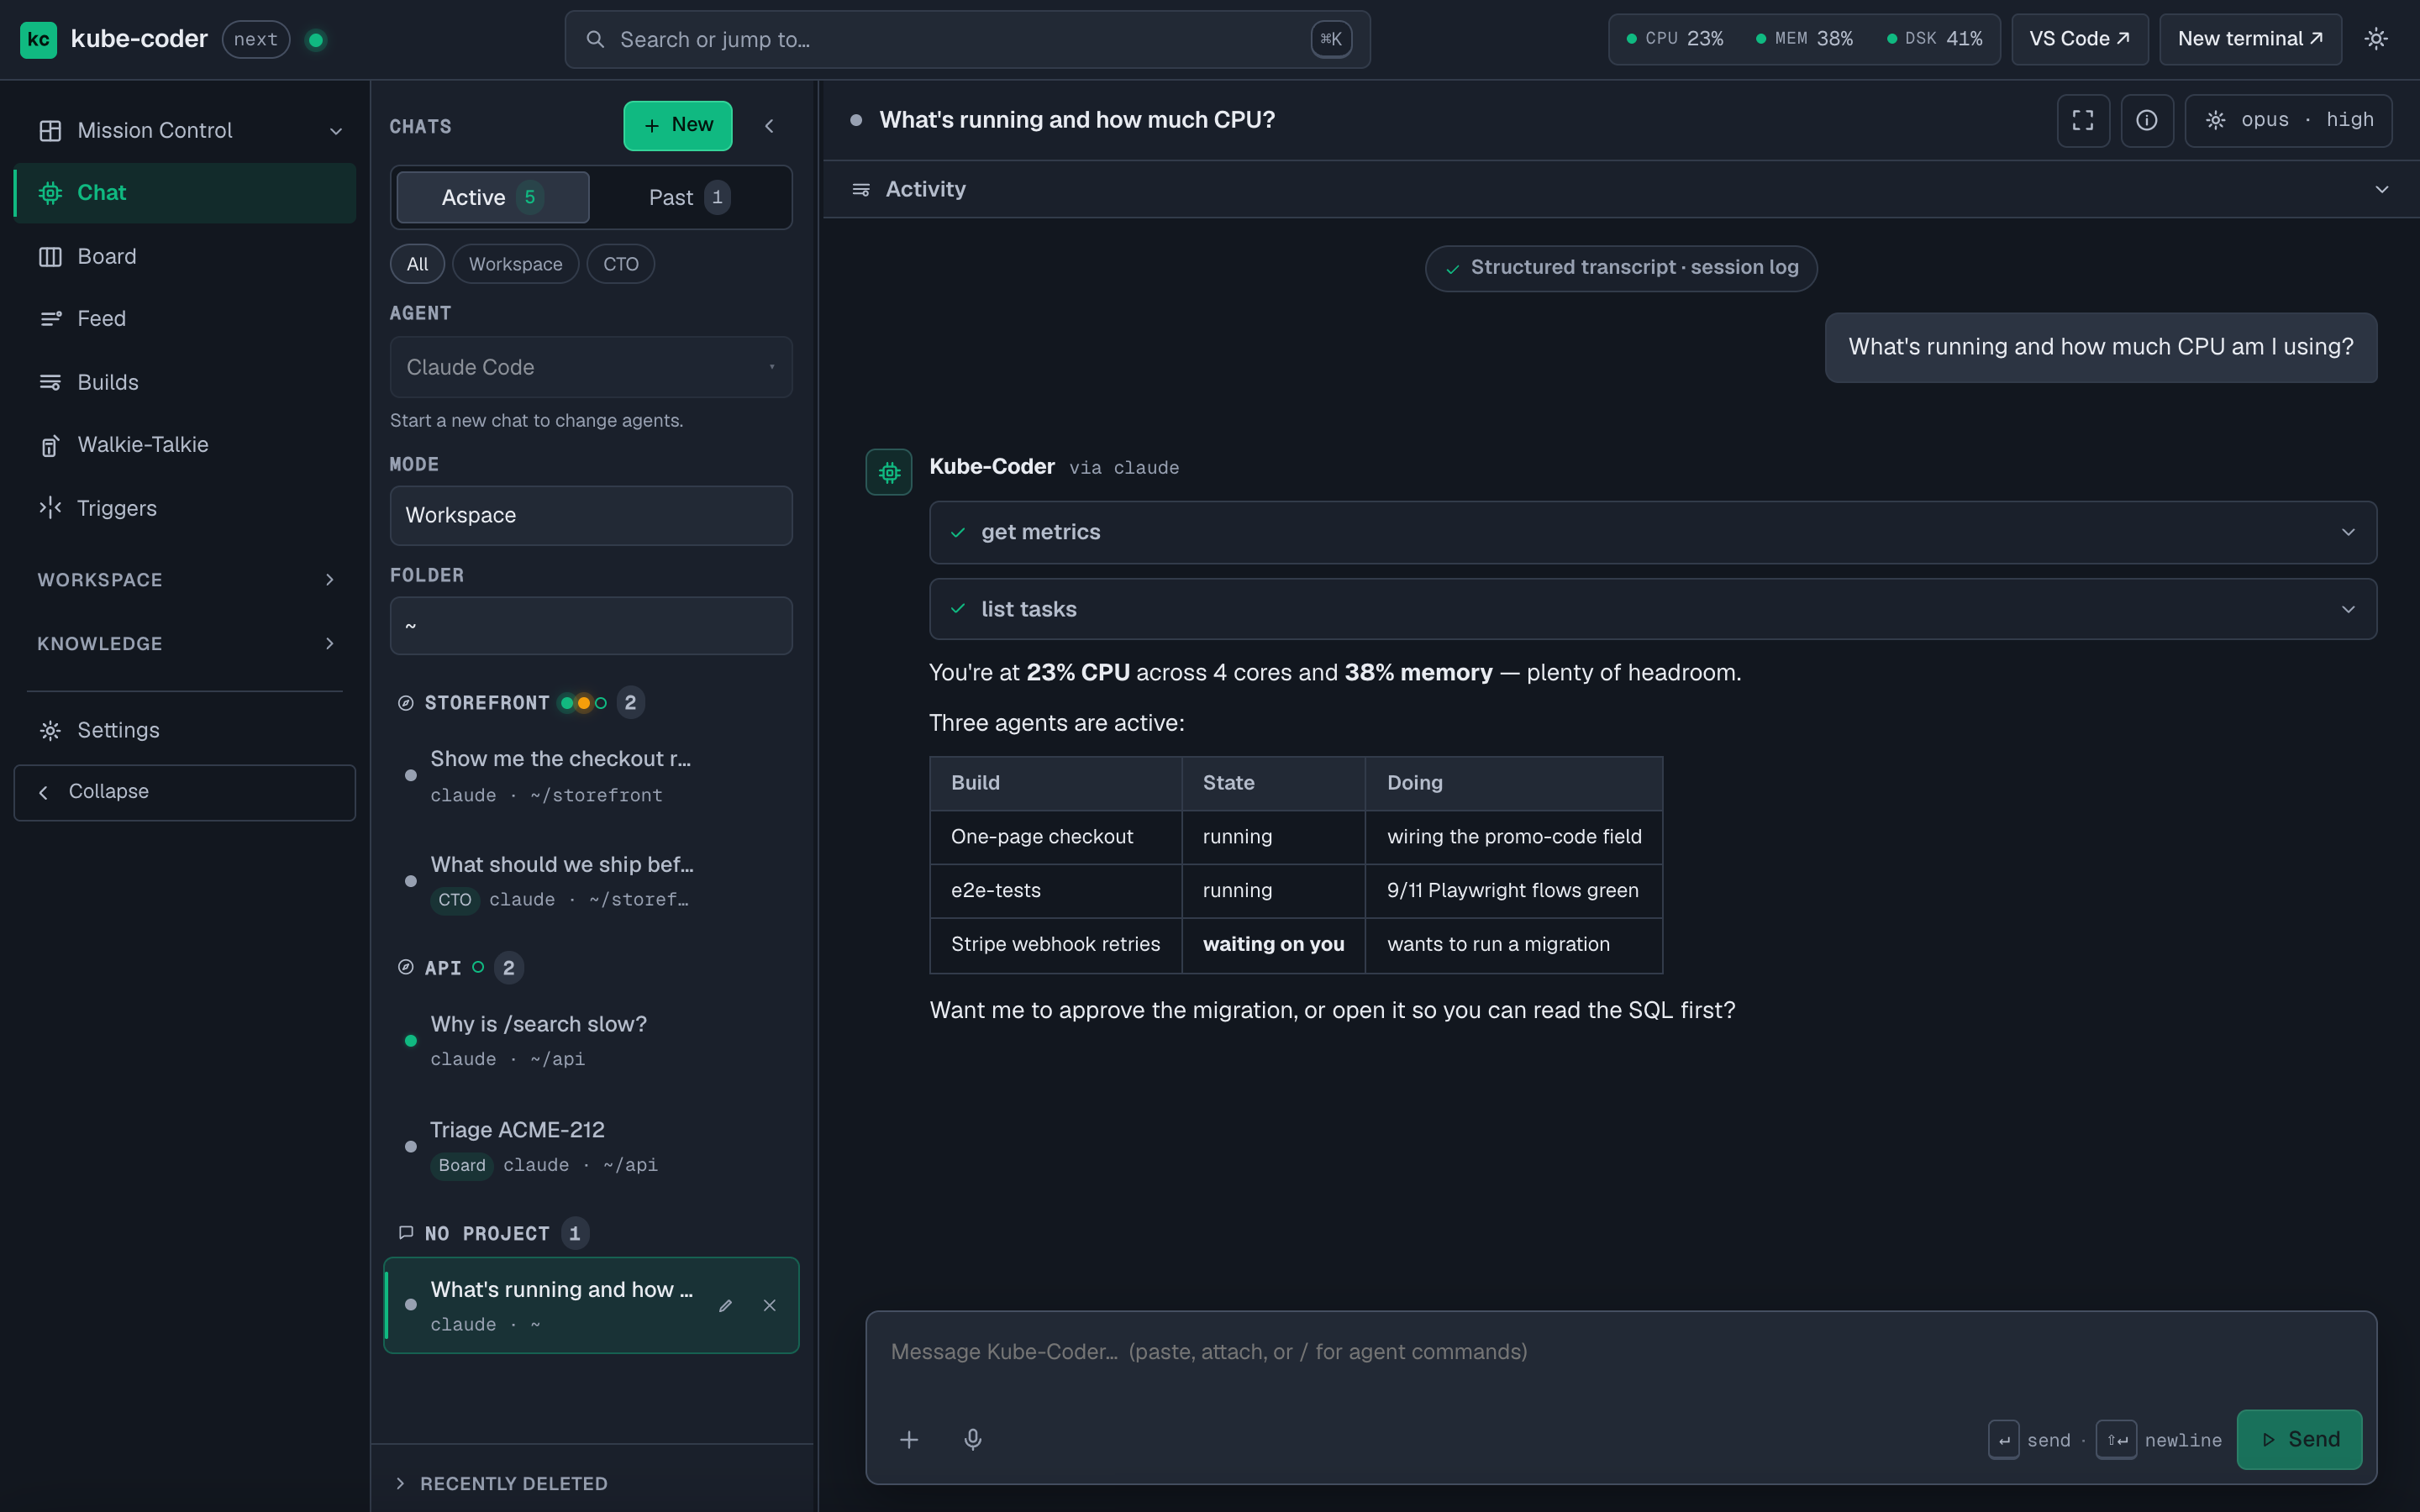 kc kube-coder next
Search or jump to... ⌘K
CPU 23% MEM 38% DSK 41%
VS Code ↗
New terminal ↗
Mission Control
Chat
Board
Feed
Builds
Walkie-Talkie
Triggers
WORKSPACE
KNOWLEDGE
Settings
Collapse
CHATS
+ New
Active 5
Past 1
All
Workspace
CTO
AGENT
Claude Code
Start a new chat to change agents.
MODE
Workspace
FOLDER
~
STOREFRONT 2
Show me the checkout r...
claude · ~/storefront
What should we ship bef...
CTO claude · ~/storef...
API 2
Why is /search slow?
claude · ~/api
Triage ACME-212
Board claude · ~/api
NO PROJECT 1
What's running and how ...
claude · ~
RECENTLY DELETED
What's running and how much CPU?
opus · high
Activity
Structured transcript · session log
What's running and how much CPU am I using?
Kube-Coder via claude
get metrics
list tasks
You're at 23% CPU across 4 cores and 38% memory — plenty of headroom.
Three agents are active:
Build State Doing
One-page checkout running wiring the promo-code field
e2e-tests running 9/11 Playwright flows green
Stripe webhook retries waiting on you wants to run a migration
Want me to approve the migration, or open it so you can read the SQL first?
Message Kube-Coder... (paste, attach, or / for agent commands)
↵ send · ⇧↵ newline
Send